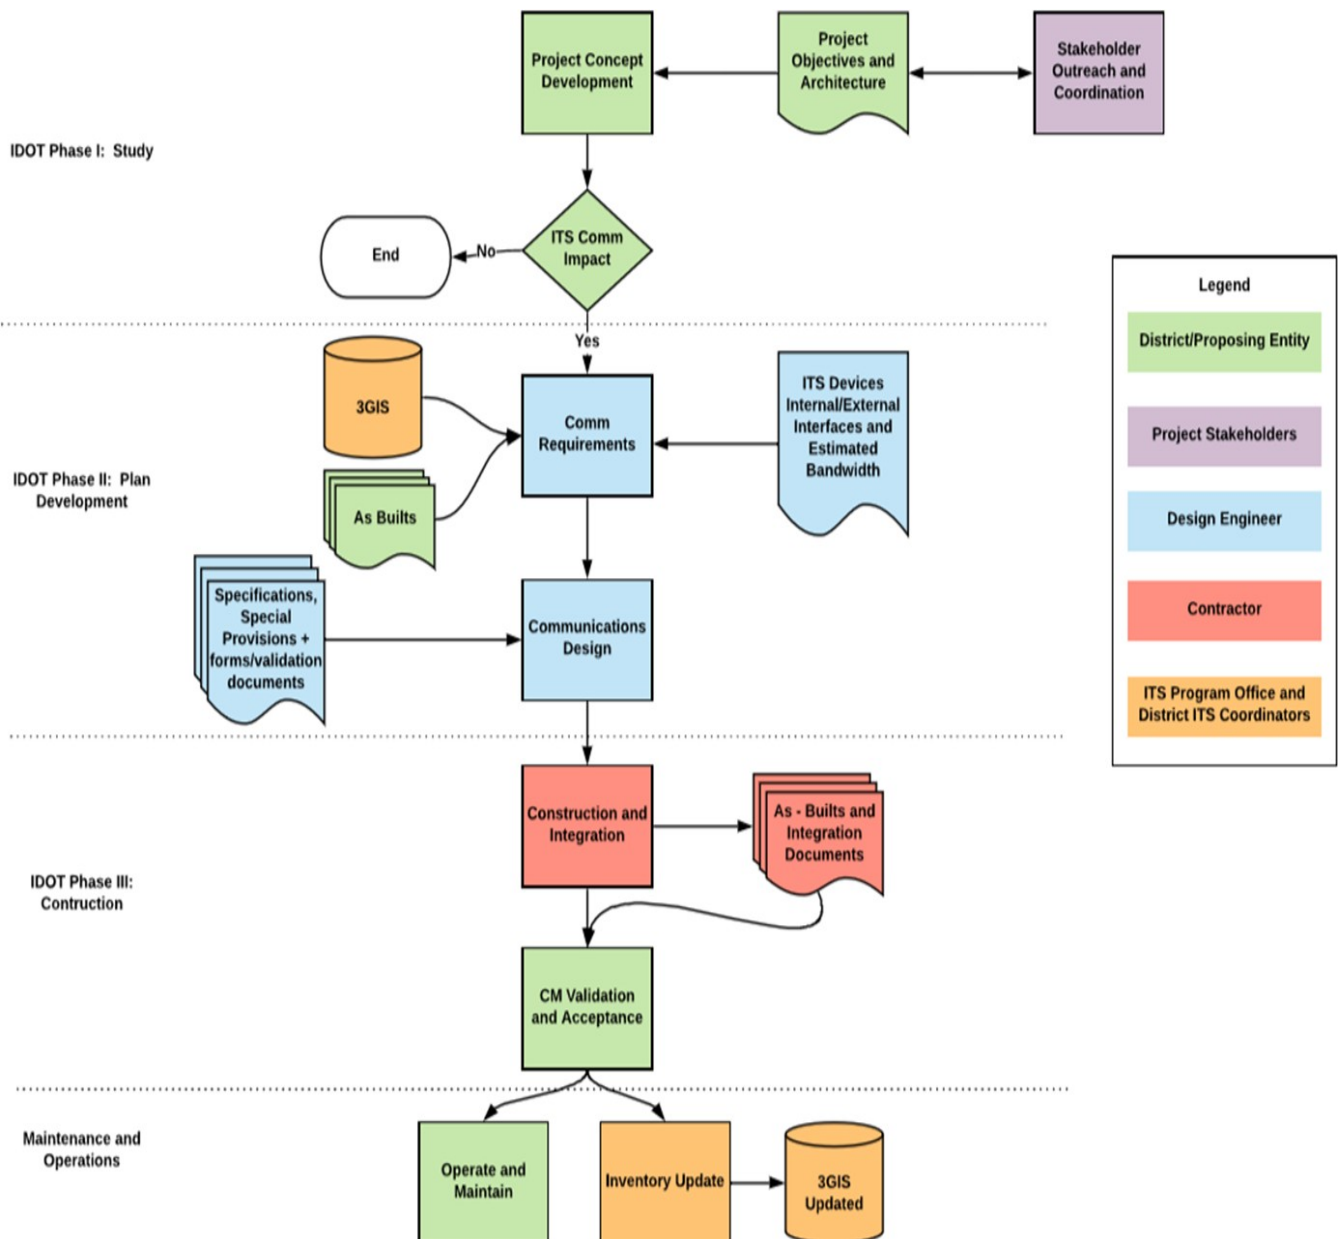 Project Concept
Development
Project
Objectives and
Architecture
Stakeholder
Outreach and
Coordination
IDOT Phase I:  Study
ITS Comm
Impact
No
End
Yes
Legend
District/Proposing Entity
Project Stakeholders
Design Engineer
Contractor
ITS Program Office and
District ITS Coordinators
3GIS
Comm
Requirements
ITS Devices
Internal/External
Interfaces and
Estimated
Bandwidth
IDOT Phase II:  Plan
Development
As Builts
Specifications,
Special
Provisions +
forms/validation
documents
Communications
Design
Construction and
Integration
As - Builts and
Integration
Documents
IDOT Phase III:
Contruction
CM Validation
and Acceptance
Maintenance and
Operations
Operate and
Maintain
Inventory Update
3GIS
Updated